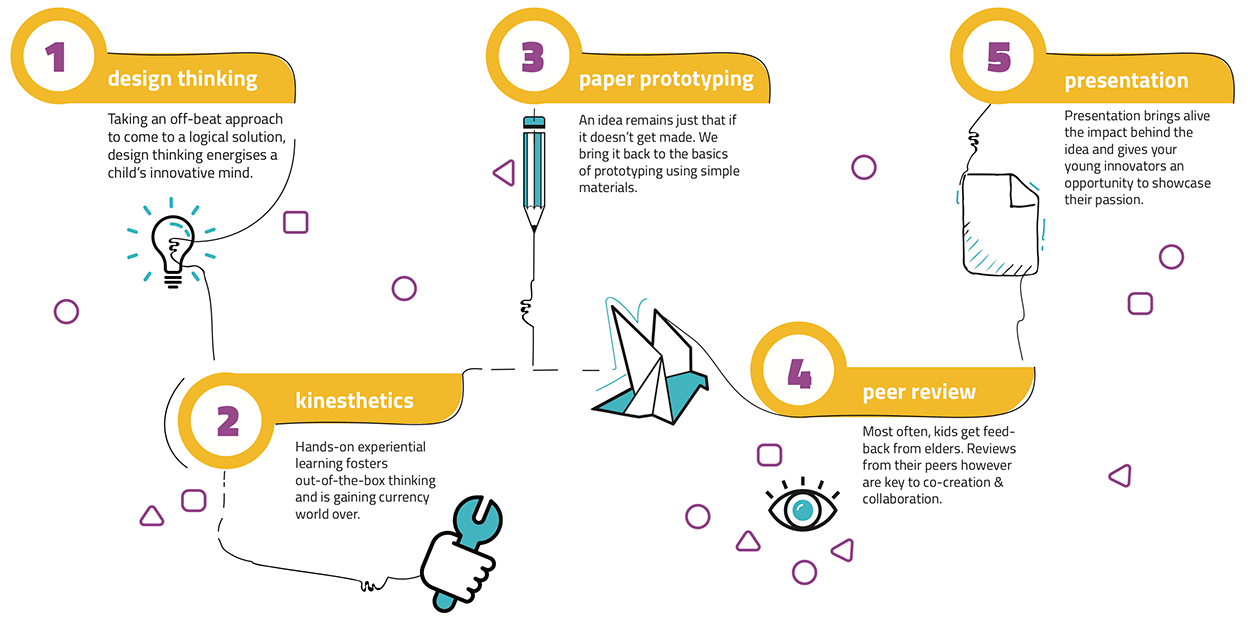 1
design thinking
Taking an off-beat approach
to come to a logical solution,
design thinking energises a
child's innovative mind.
2
kinesthetics
Hands-on experiential
learning fosters
out-of-the-box thinking
and is gaining currency
world over.
3
paper prototyping
An idea remains just that if
it doesn't get made. We
bring it back to the basics
of prototyping using simple
materials.
4
peer review
Most often, kids get feed-
back from elders. Reviews
from their peers however
are key to co-creation &
collaboration.
5
presentation
Presentation brings alive
the impact behind the
idea and gives your
young innovators an
opportunity to showcase
their passion.